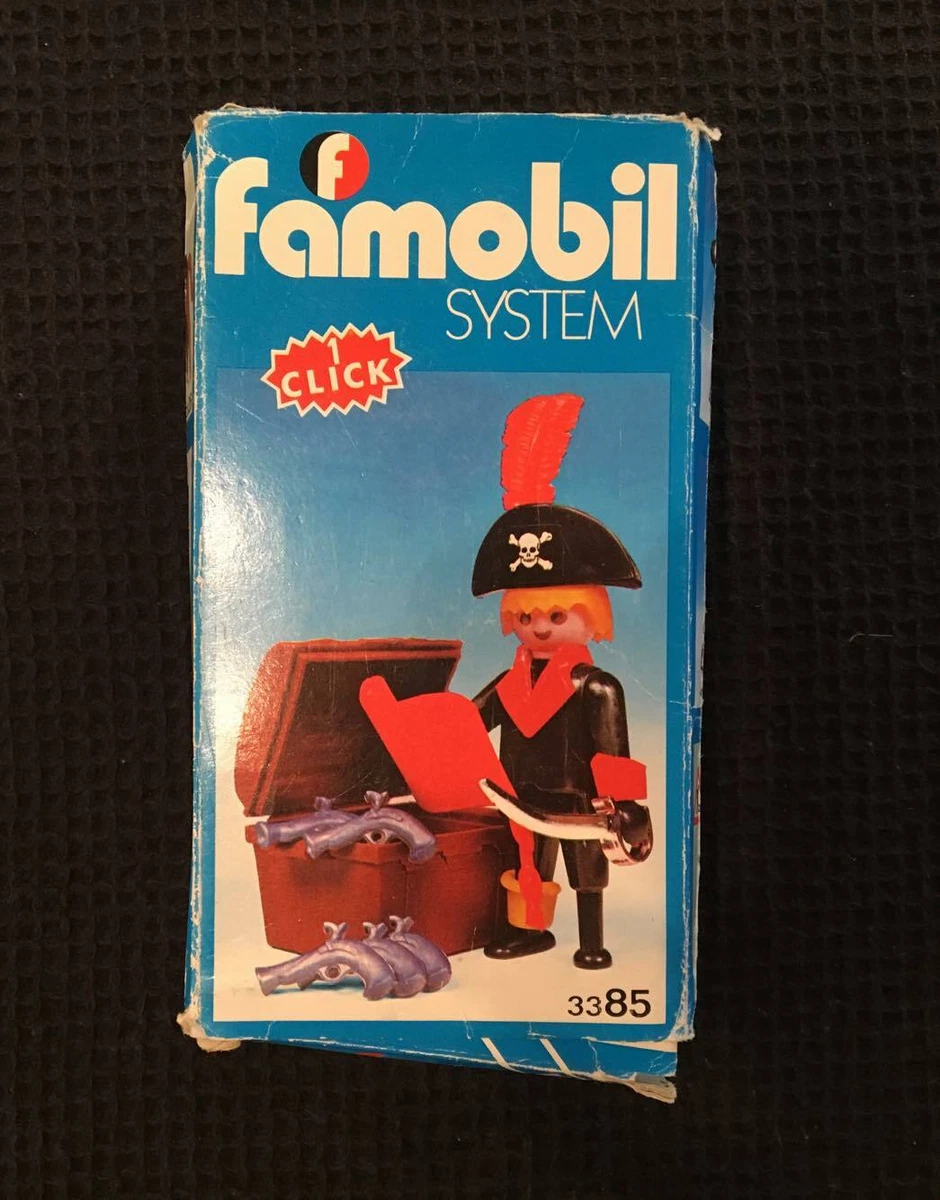 f
famobil
SYSTEM
1
CLICK
3385